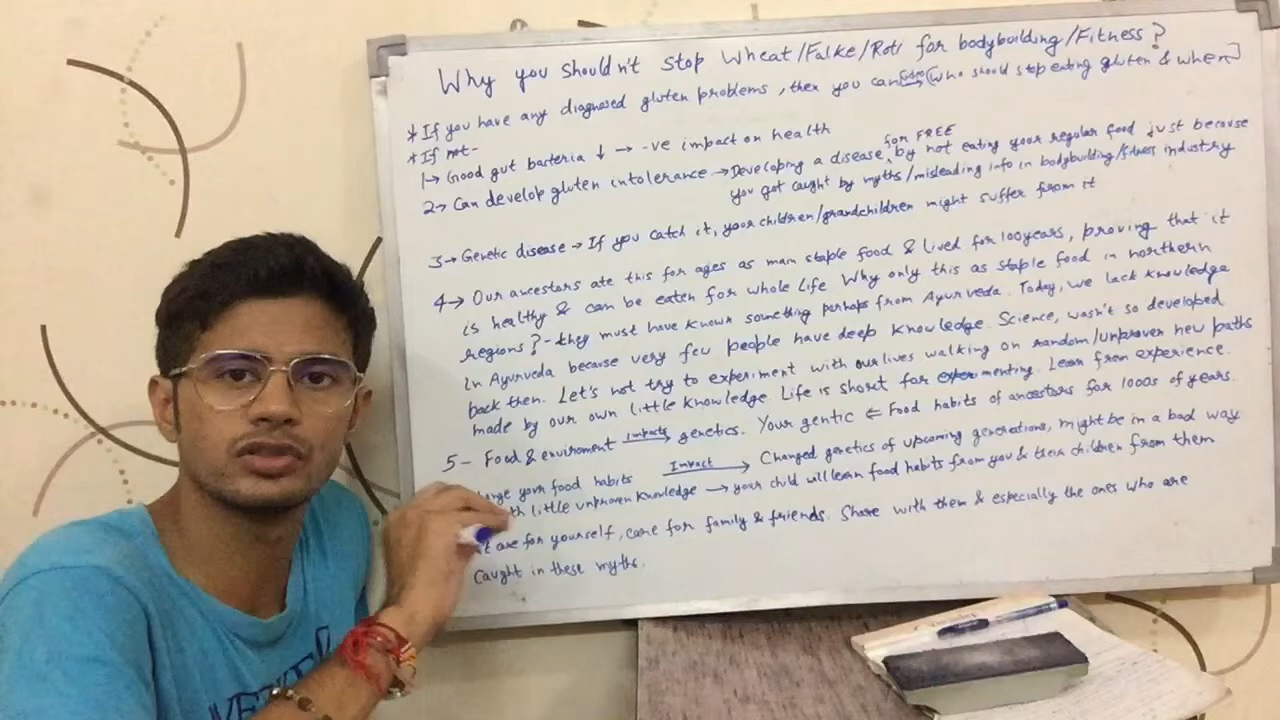 Why you shouldn't stop Wheat/Falke/Roti for bodybuilding/Fitness?
* If you have any diagnosed gluten problems, then you can (who should stop eating gluten & when)
* If not-
1→ Good gut bacteria ↓ → -ve impact on health
2→ Can develop gluten intolerance → Developing a disease for FREE by not eating your regular food just because
you got caught by myths/misleading info in bodybuilding/fitness industry
3→ Genetic disease → If you catch it, your children/grandchildren might suffer from it
4→ Our ancestors ate this for ages as main staple food & lived for 100years, proving that it
is healthy & can be eaten for whole life Why only this as staple food in northern
regions? - they must have known something perhaps from Ayurveda. Today, we lack knowledge
in Ayurveda because very few people have deep knowledge. Science, wasn't so developed
back then. Let's not try to experiment with our lives walking on random/unproven new paths
made by our own little knowledge. Life is short for experimenting. Learn from experience.
5- Food & enviroment Impacts → genetics. Your gentic ⇐ Food habits of ancestors for 1000s of years.
your food habits Impact → Changed genetics of upcoming generations, might be in a bad way
little unproven knowledge → your child will learn food habits from you & their children from them
for yourself, care for family & friends. Share with them & especially the ones who are
caught in these myths.